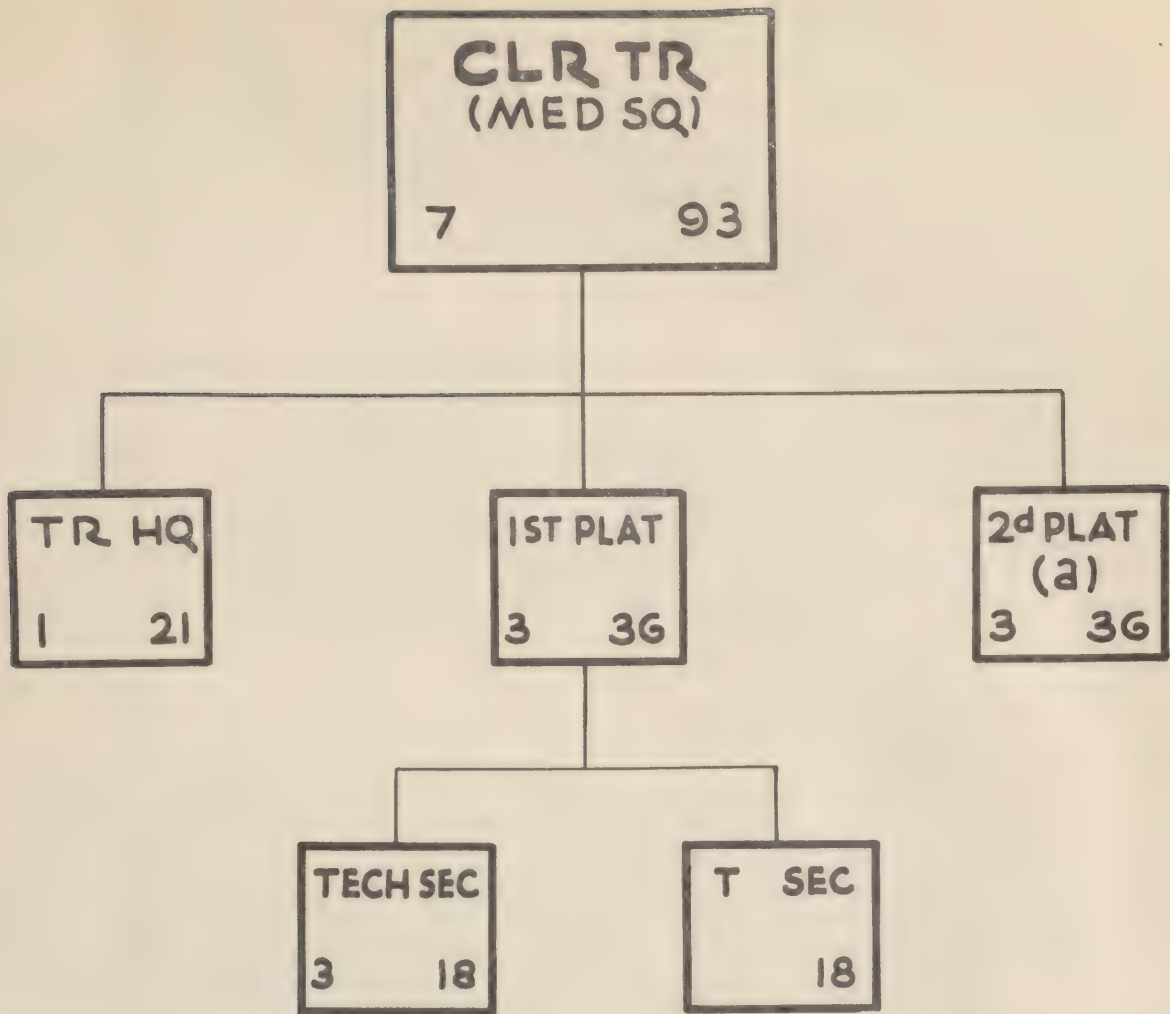 CLR TR
(MED SQ)
7 93
TR HQ
1 21
1ST PLAT
3 36
2d PLAT
(a)
3 36
TECH SEC
3 18
T SEC
18